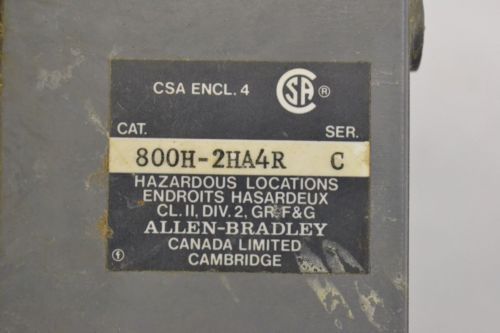 CSA ENCL. 4 CSA ®
CAT. SER.
800H-2HA4R C
HAZARDOUS LOCATIONS
ENDROITS HASARDEUX
CL. II, DIV. 2, GR. F&G
ALLEN-BRADLEY
CANADA LIMITED
CAMBRIDGE